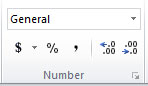 General
$ % , .0 .00 .00 .0
Number